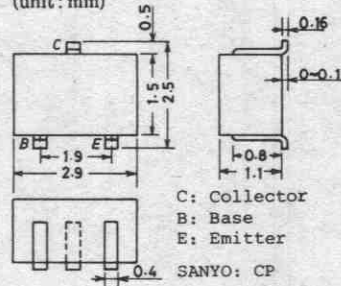 (unit : mm)
C
0.5
0.16
1.5
2.5
0~0.1
B
E
1.9
2.9
0.8
1.1
C: Collector
B: Base
E: Emitter
0.4
SANYO: CP